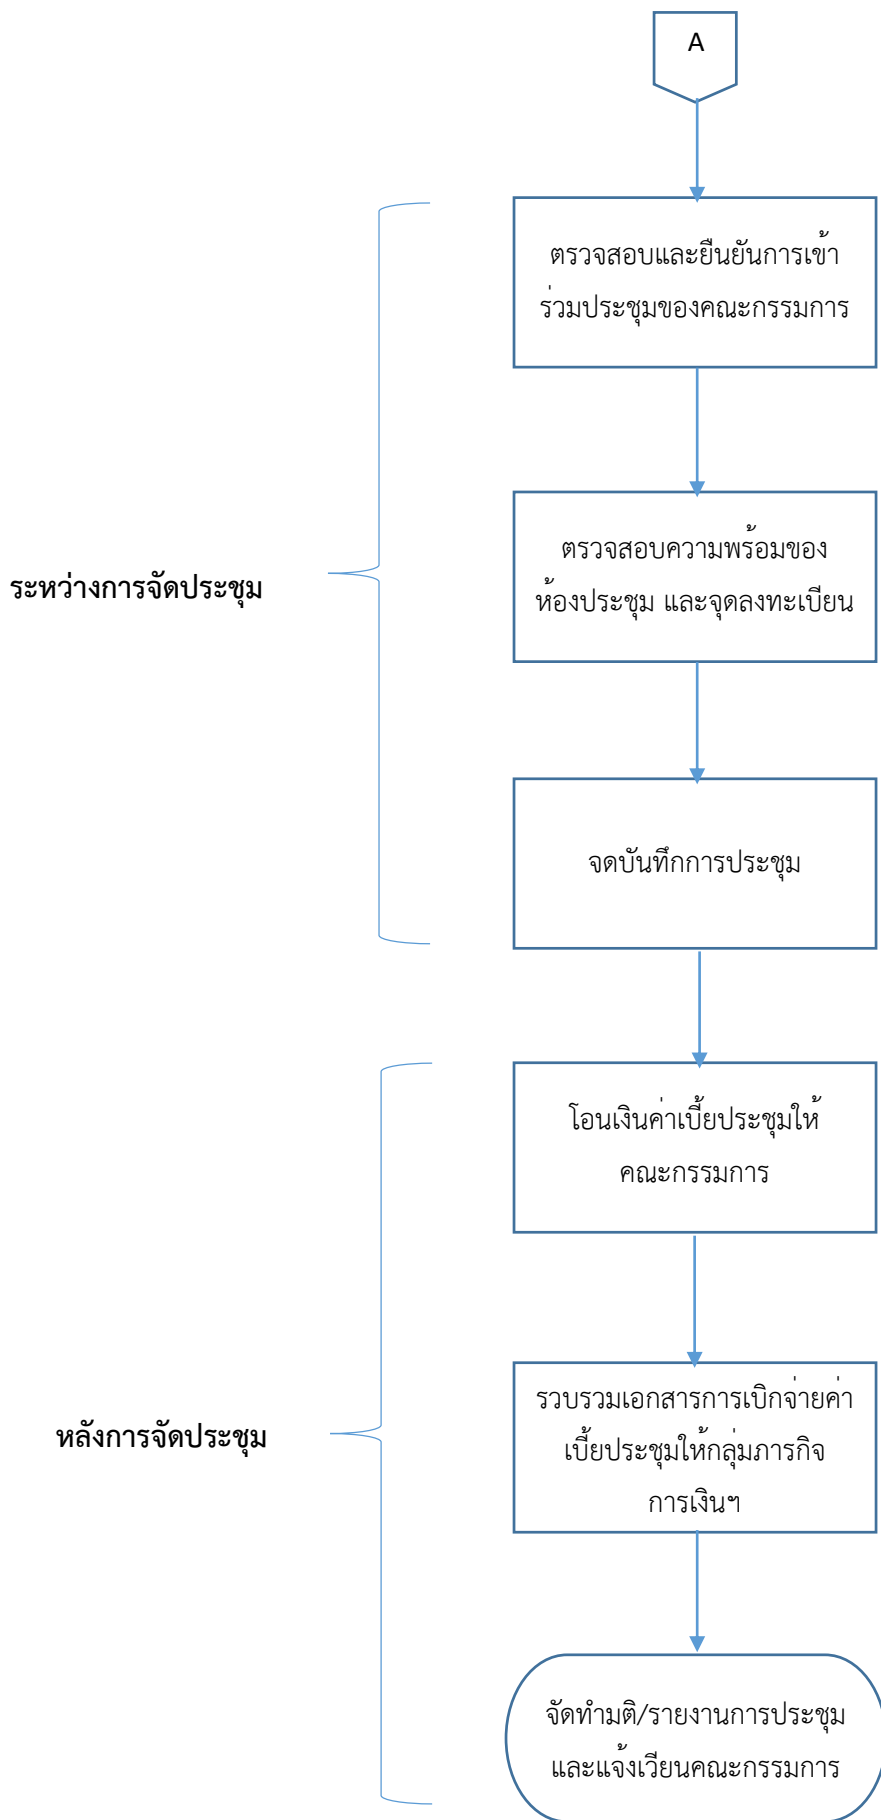 A
ตรวจสอบและยืนยันการเข้า
ร่วมประชุมของคณะกรรมการ
ระหว่างการจัดประชุม
ตรวจสอบความพร้อมของ
ห้องประชุม และจุดลงทะเบียน
จดบันทึกการประชุม
โอนเงินค่าเบี้ยประชุมให้
คณะกรรมการ
หลังการจัดประชุม
รวบรวมเอกสารการเบิกจ่ายค่า
เบี้ยประชุมให้กลุ่มภารกิจ
การเงินฯ
จัดทำมติ/รายงานการประชุม
และแจ้งเวียนคณะกรรมการ